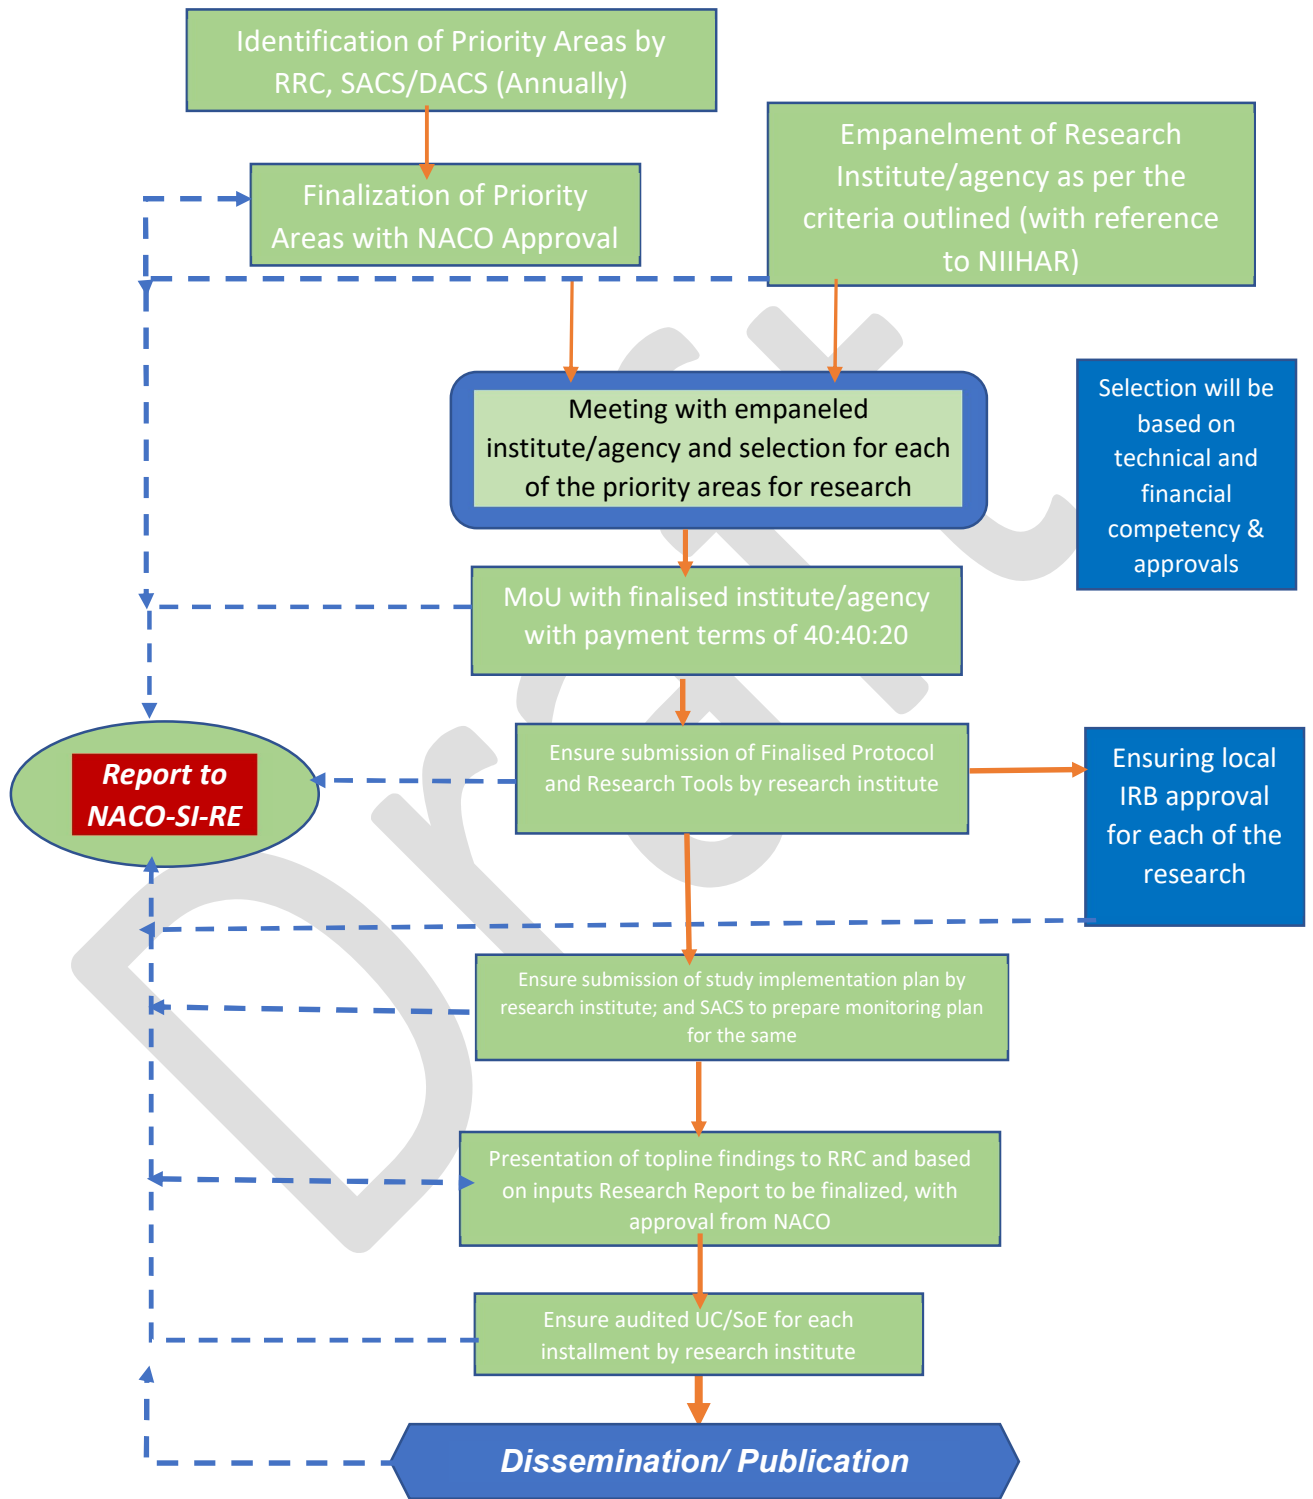 Identification of Priority Areas by
RRC, SACS/DACS (Annually)
Empanelment of Research
Institute/agency as per the
criteria outlined (with reference
to NIIHAR)
Finalization of Priority
Areas with NACO Approval
Meeting with empaneled
institute/agency and selection for each
of the priority areas for research
Selection will be
based on
technical and
financial
competency &
approvals
MoU with finalised institute/agency
with payment terms of 40:40:20
Ensure submission of Finalised Protocol
and Research Tools by research institute
Report to
NACO-SI-RE
Ensuring local
IRB approval
for each of the
research
Ensure submission of study implementation plan by
research institute; and SACS to prepare monitoring plan
for the same
Presentation of topline findings to RRC and based
on inputs Research Report to be finalized, with
approval from NACO
Ensure audited UC/SoE for each
installment by research institute
Dissemination/ Publication
Draft